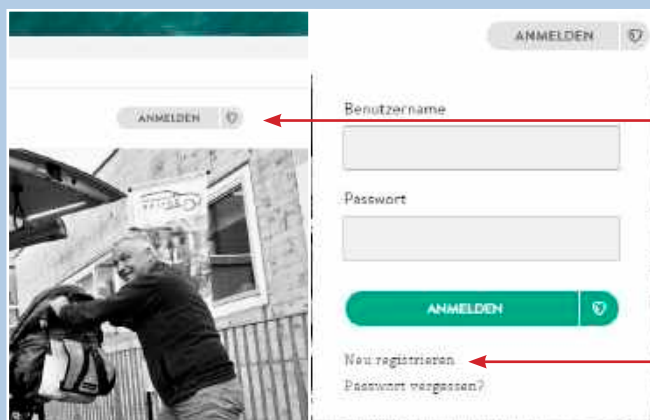 ANMELDEN
ANMELDEN
Benutzername
Passwort
ANMELDEN
Neu registrieren
Passwort vergessen?